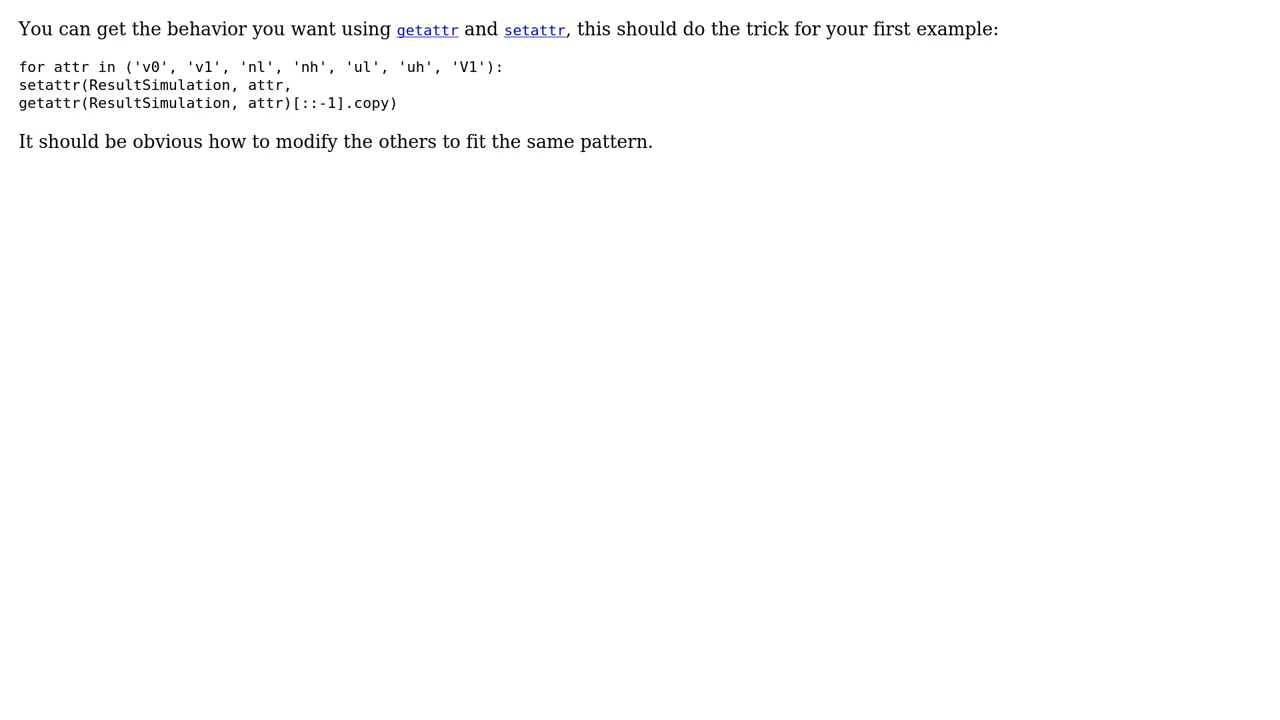 You can get the behavior you want using getattr and setattr, this should do the trick for your first example:
for attr in ('v0', 'v1', 'nl', 'nh', 'ul', 'uh', 'V1'):
setattr(ResultSimulation, attr,
getattr(ResultSimulation, attr)[::-1].copy)
It should be obvious how to modify the others to fit the same pattern.